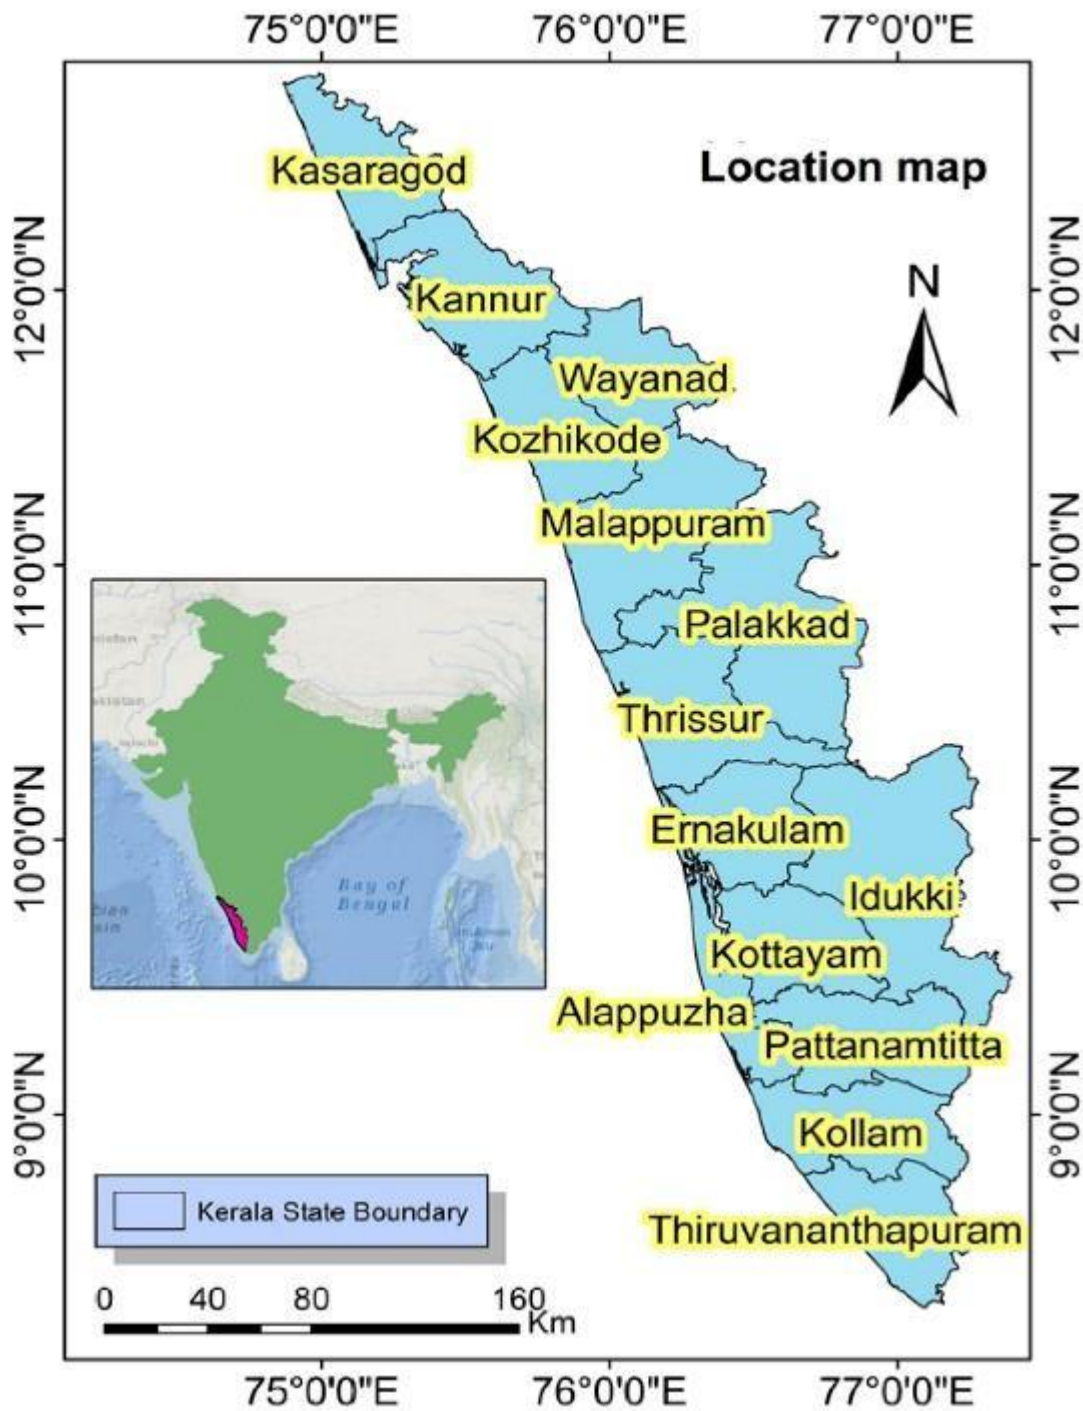 75°0'0"E 76°0'0"E 77°0'0"E
Location map
N
Kasaragod
Kannur
Wayanad
Kozhikode
Malappuram
Palakkad
Thrissur
Ernakulam
Idukki
Kottayam
Alappuzha
Pattanamtitta
Kollam
Thiruvananthapuram
12°0'0"N
11°0'0"N
10°0'0"N
9°0'0"N
12°0'0"N
11°0'0"N
10°0'0"N
9°0'0"N
Bay of
Bengal
Kerala State Boundary
0 40 80 160
Km
75°0'0"E 76°0'0"E 77°0'0"E